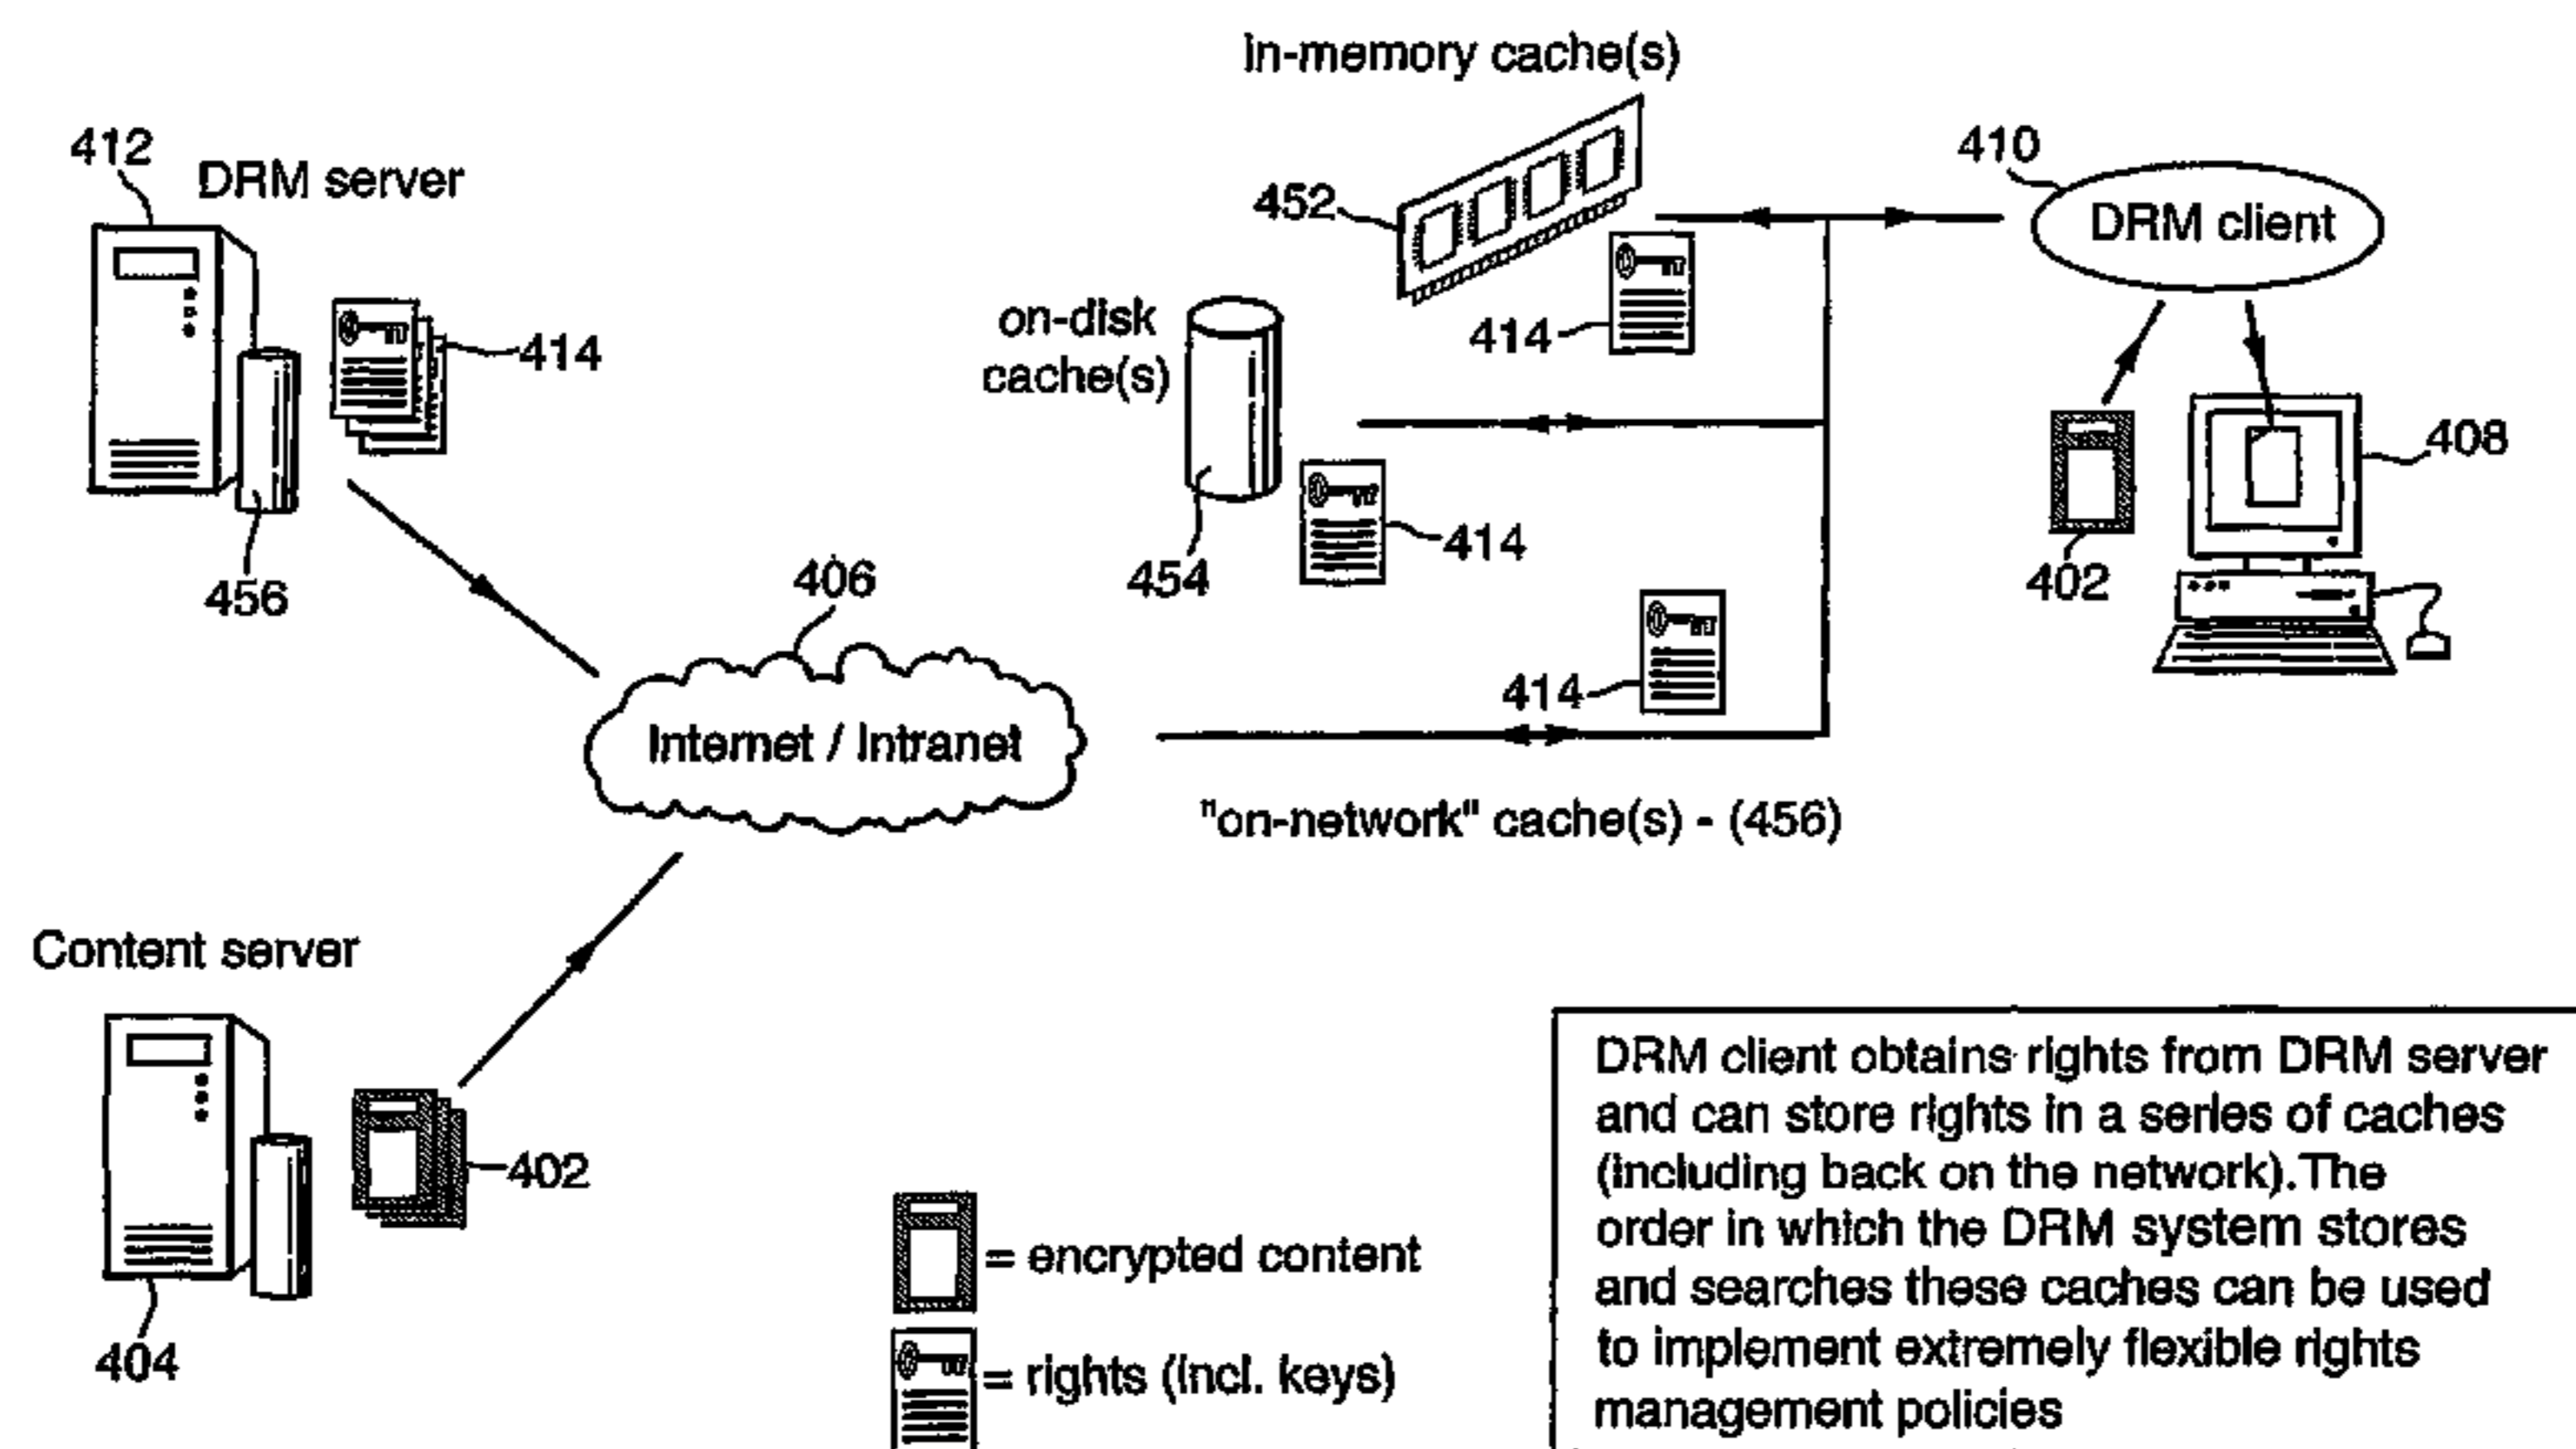 in-memory cache(s)
412
DRM server
414
456
452
414
410
DRM client
on-disk
cache(s)
454
414
408
402
406
Internet / Intranet
414
"on-network" cache(s) - (456)
Content server
402
404
= encrypted content
= rights (incl. keys)
DRM client obtains rights from DRM server
and can store rights in a series of caches
(including back on the network).The
order in which the DRM system stores
and searches these caches can be used
to implement extremely flexible rights
management policies